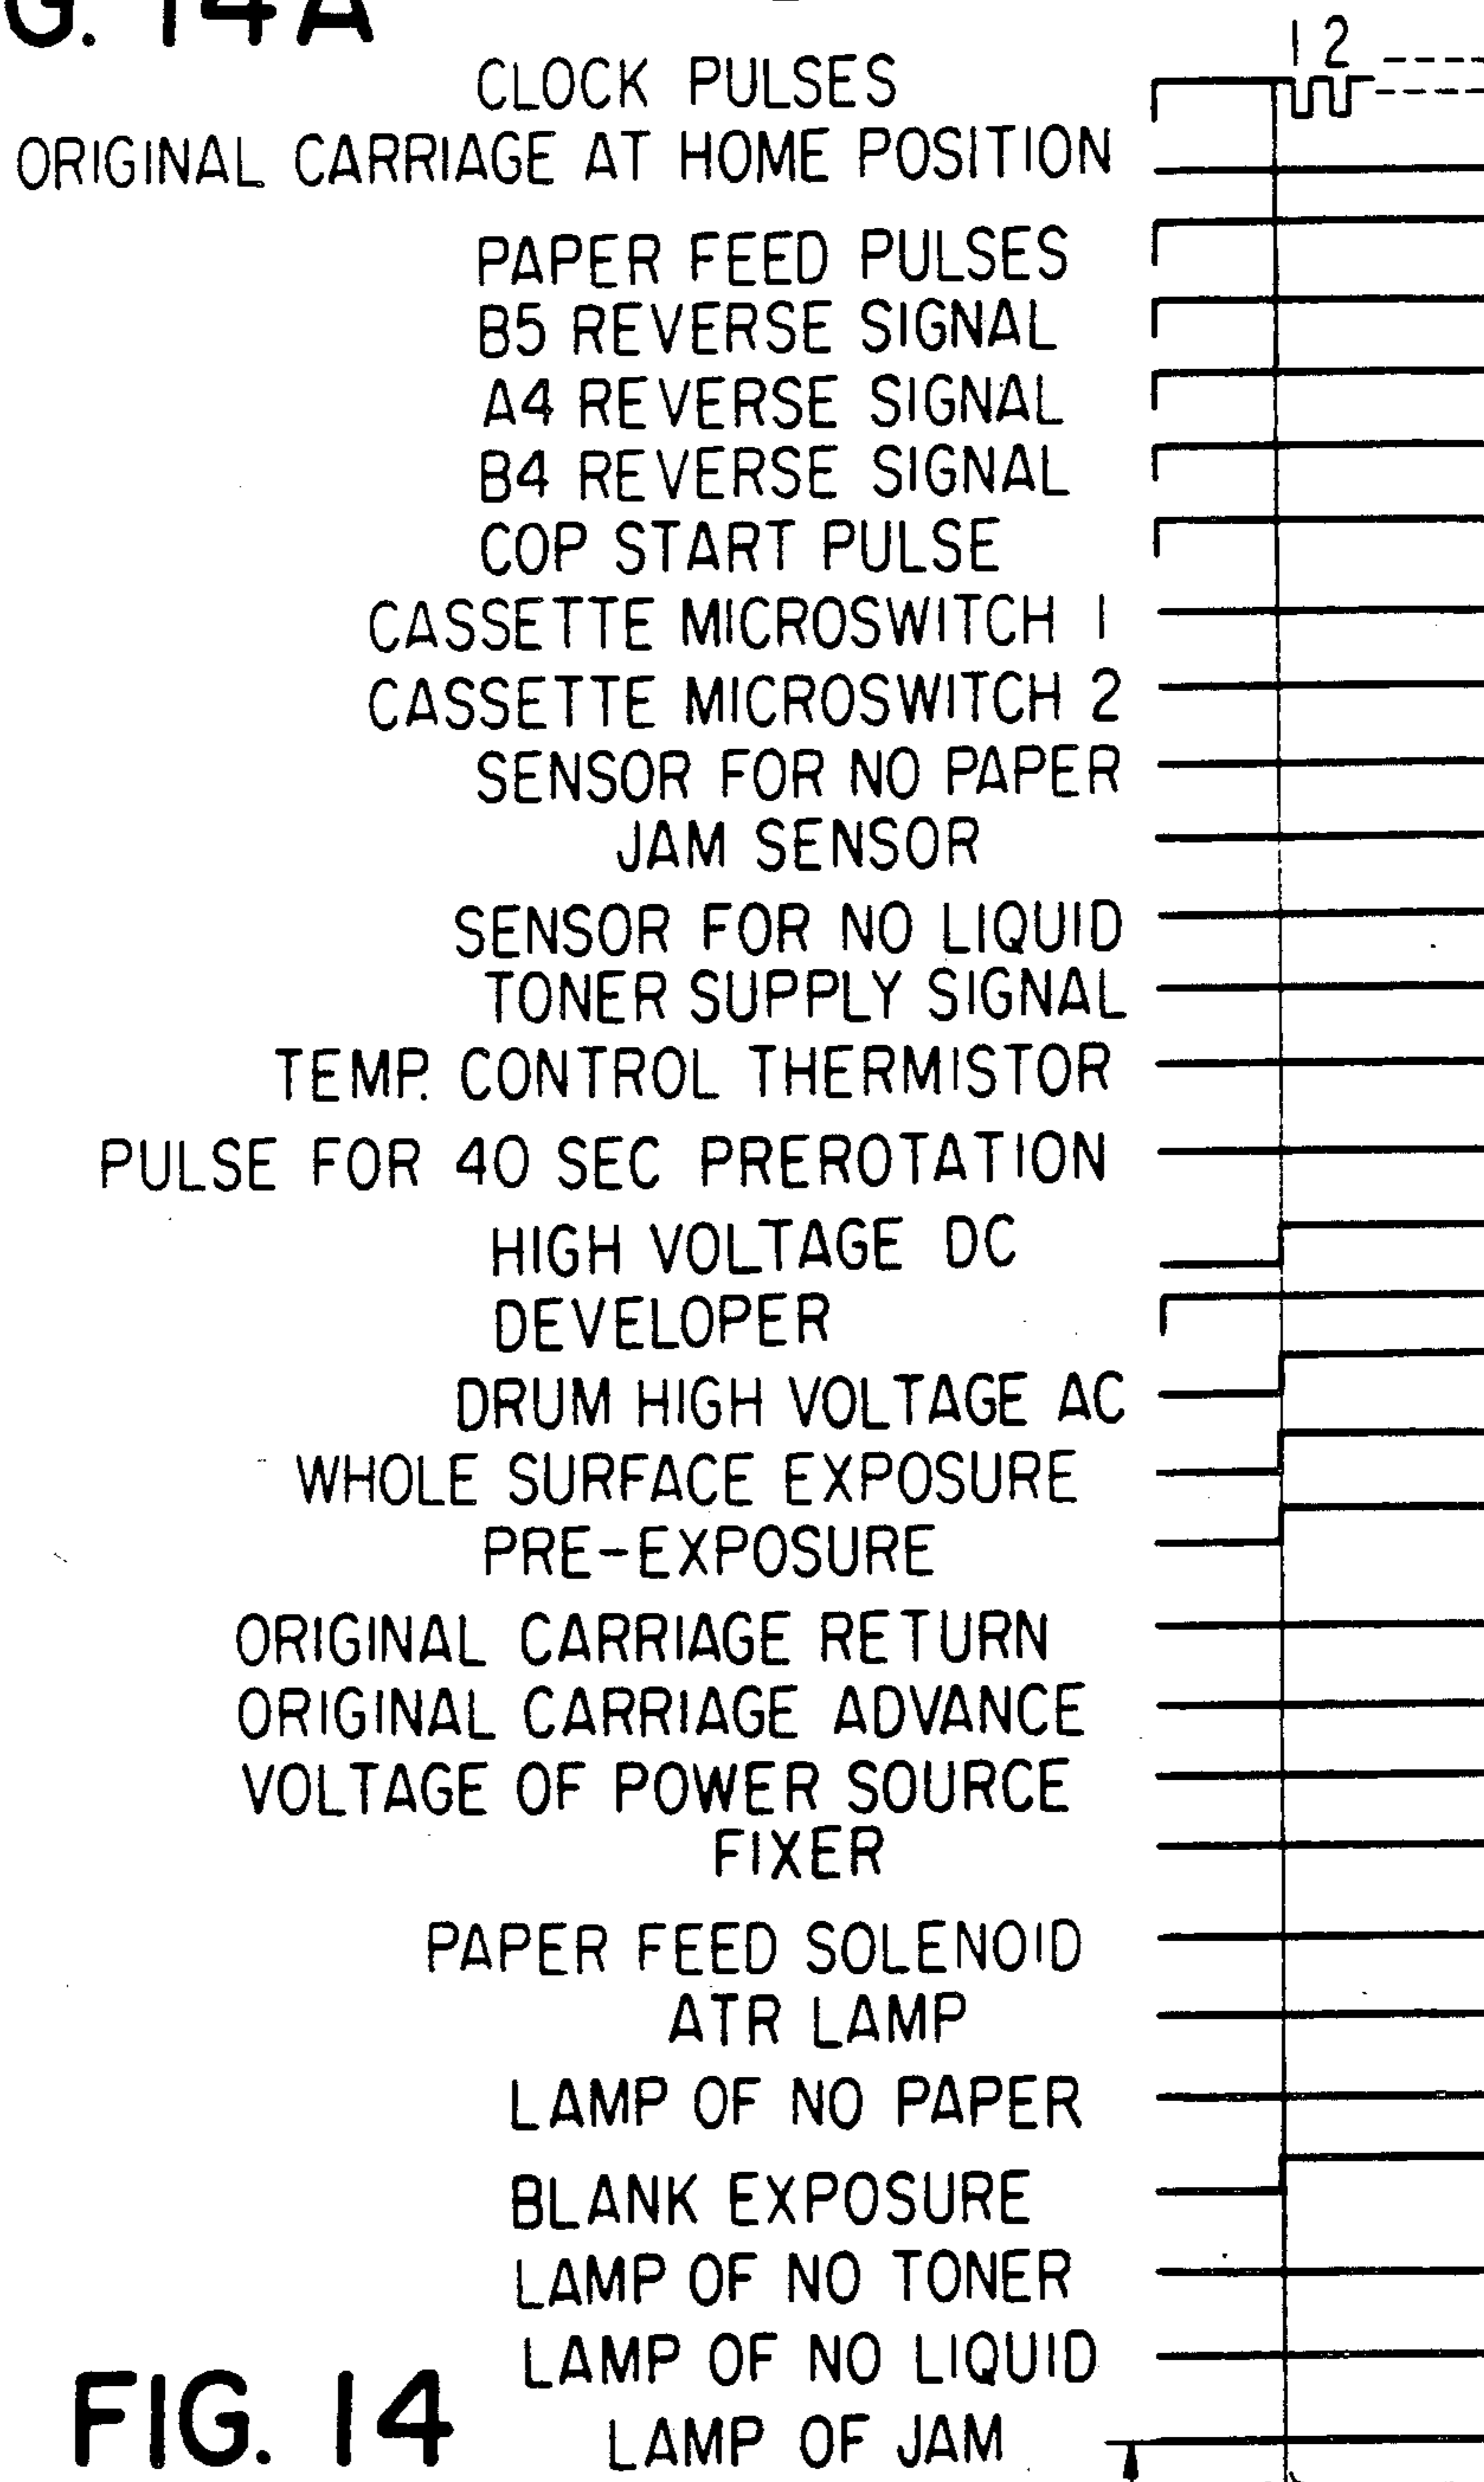 G. 14A
1 2
CLOCK PULSES
ORIGINAL CARRIAGE AT HOME POSITION
PAPER FEED PULSES
B5 REVERSE SIGNAL
A4 REVERSE SIGNAL
B4 REVERSE SIGNAL
COP START PULSE
CASSETTE MICROSWITCH 1
CASSETTE MICROSWITCH 2
SENSOR FOR NO PAPER
JAM SENSOR
SENSOR FOR NO LIQUID
TONER SUPPLY SIGNAL
TEMP. CONTROL THERMISTOR
PULSE FOR 40 SEC PREROTATION
HIGH VOLTAGE DC
DEVELOPER
DRUM HIGH VOLTAGE AC
WHOLE SURFACE EXPOSURE
PRE-EXPOSURE
ORIGINAL CARRIAGE RETURN
ORIGINAL CARRIAGE ADVANCE
VOLTAGE OF POWER SOURCE
FIXER
PAPER FEED SOLENOID
ATR LAMP
LAMP OF NO PAPER
BLANK EXPOSURE
LAMP OF NO TONER
LAMP OF NO LIQUID
LAMP OF JAM
FIG. 14